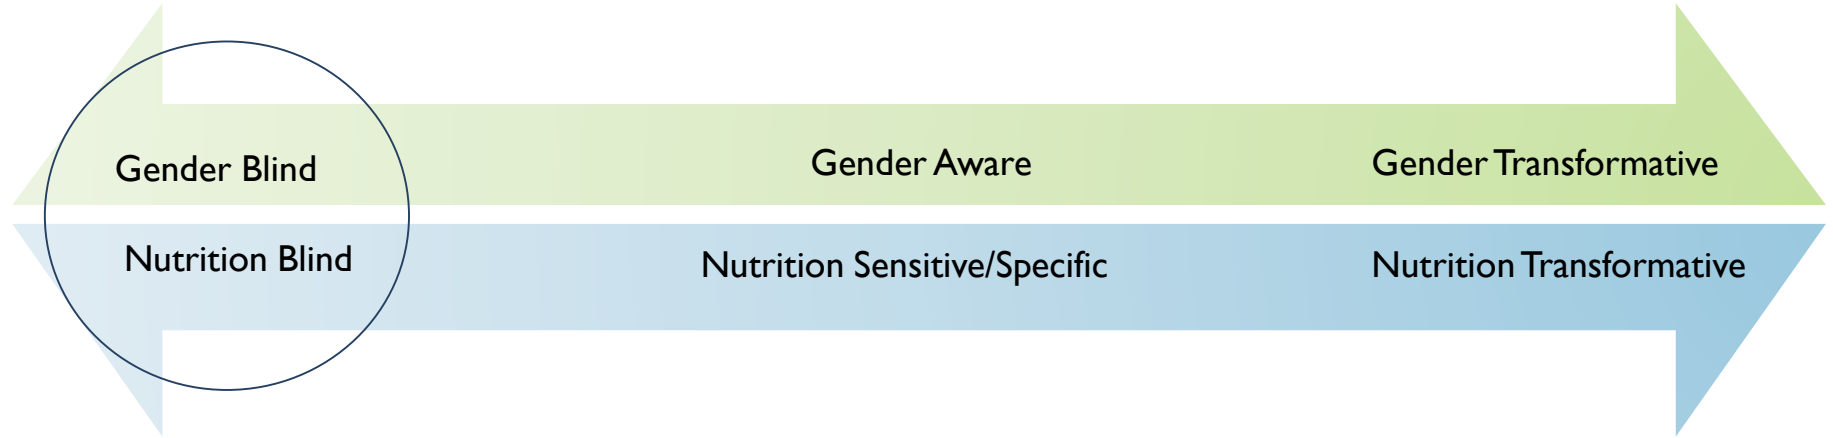 Gender Blind
Gender Aware
Gender Transformative
Nutrition Blind
Nutrition Sensitive/Specific
Nutrition Transformative